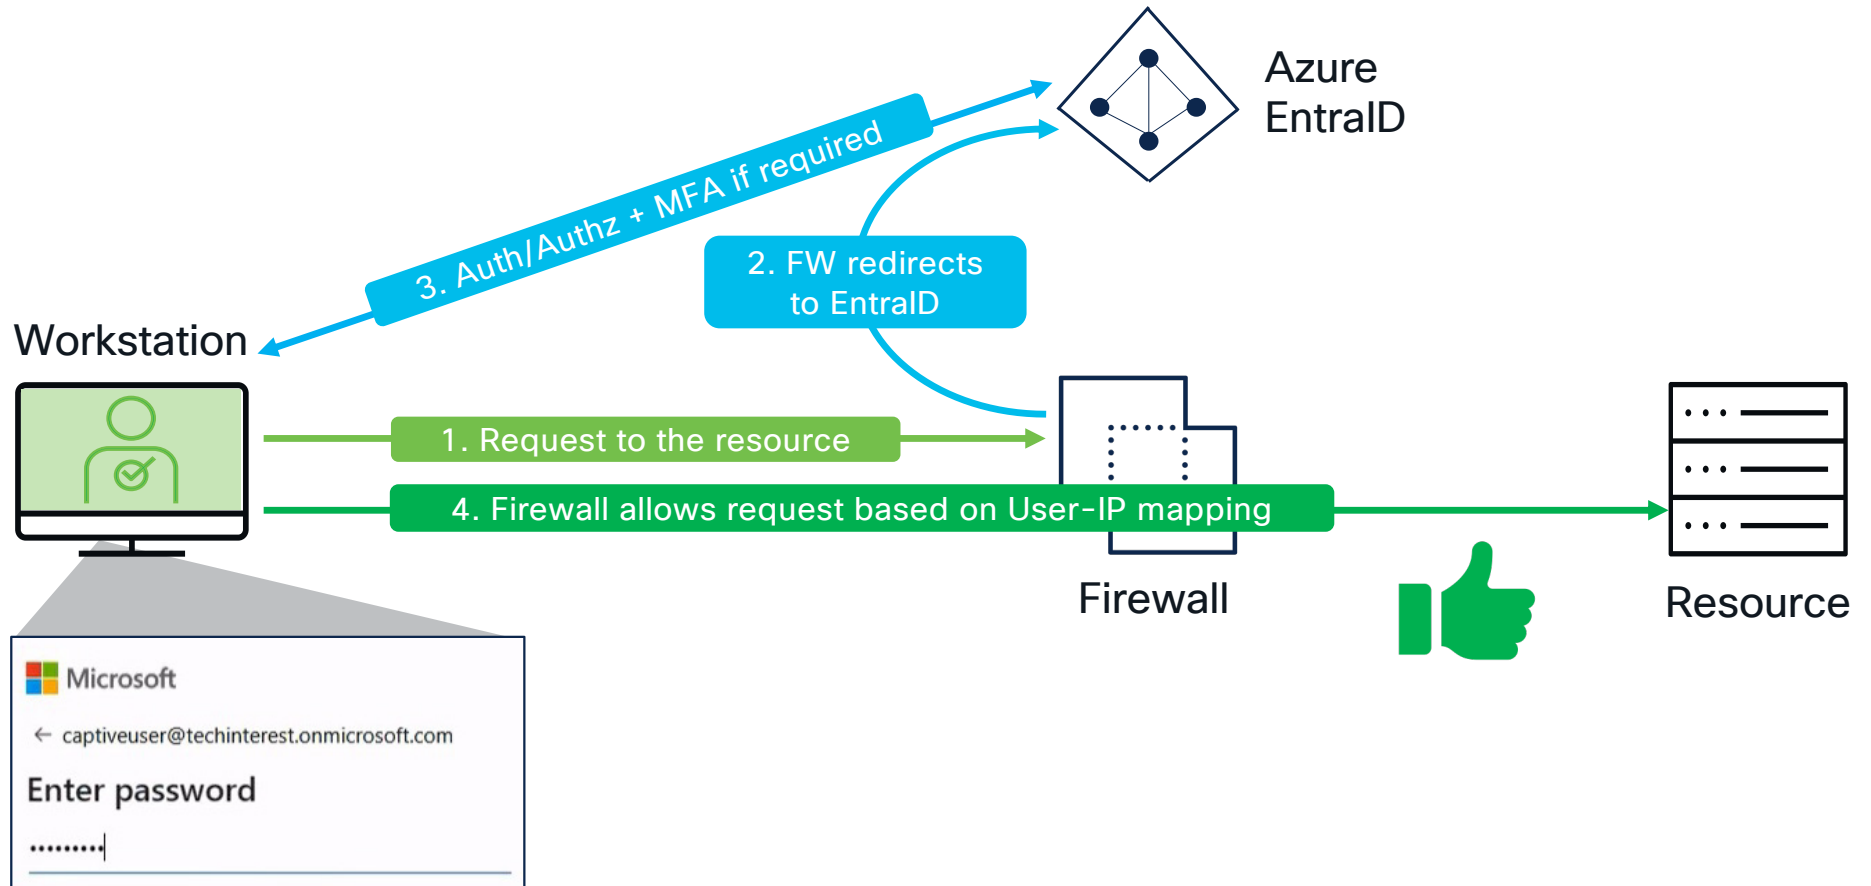 Azure
EntraID
3. Auth/Authz + MFA if required
2. FW redirects
to EntraID
Workstation
1. Request to the resource
4. Firewall allows request based on User-IP mapping
Firewall
Resource
Microsoft
← captiveuser@techinterest.onmicrosoft.com
Enter password
•••••••••